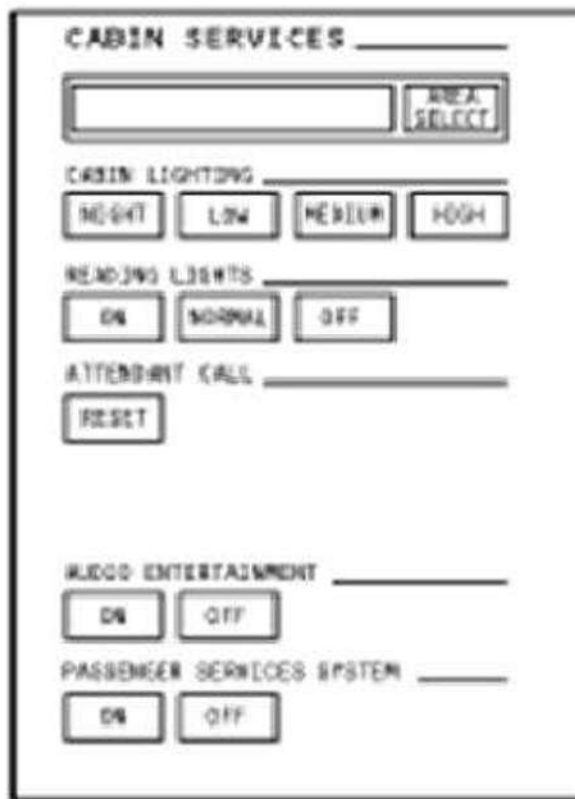 CABIN SERVICES
AREA
SELECT
CABIN LIGHTING
NIGHT LOW MEDIUM HIGH
READING LIGHTS
ON NORMAL OFF
ATTENDANT CALL
RESET
AUDIO ENTERTAINMENT
ON OFF
PASSENGER SERVICES SYSTEM
ON OFF